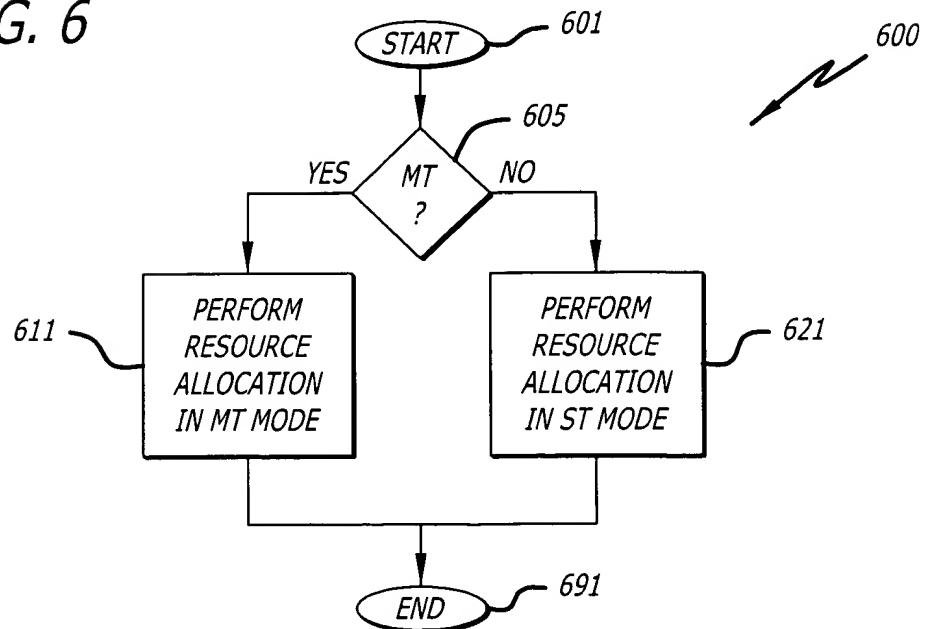 G. 6
START
601
600
605
YES
MT
?
NO
611
PERFORM
RESOURCE
ALLOCATION
IN MT MODE
PERFORM
RESOURCE
ALLOCATION
IN ST MODE
621
END
691